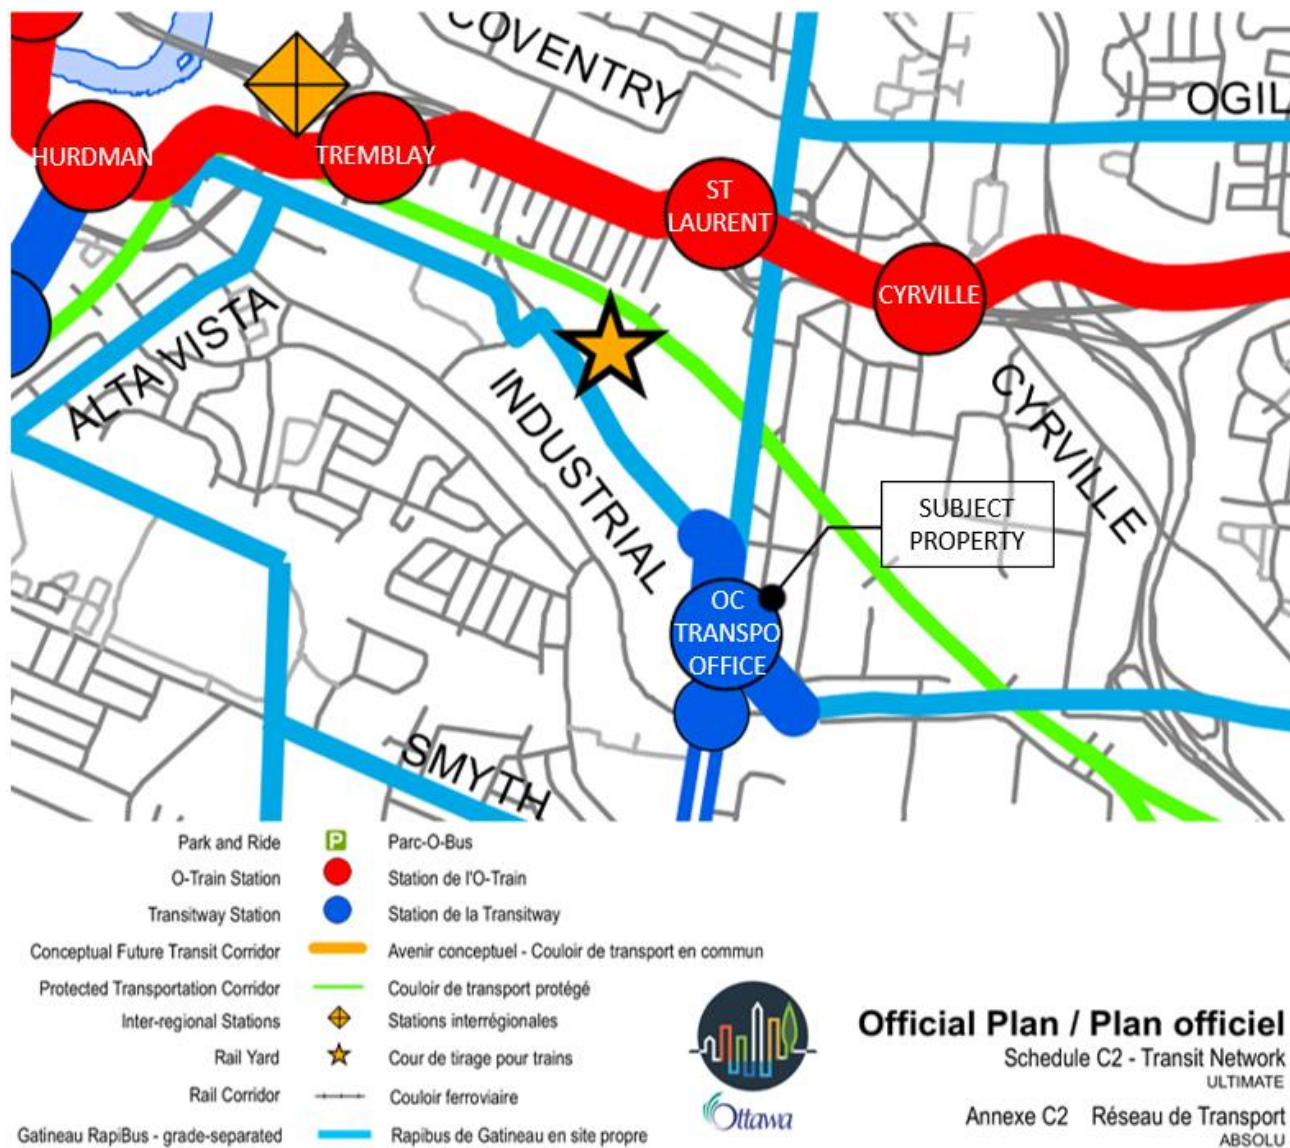 COVENTRY
OGIL
HURDMAN
TREMBLAY
ST
LAURENT
CYRVILLE
ALTA VISTA
INDUSTRIAL
CYRVILLE
SUBJECT
PROPERTY
OC
TRANSPO
OFFICE
SMYTH
Park and Ride P Parc-O-Bus
O-Train Station Station de l'O-Train
Transitway Station Station de la Transitway
Conceptual Future Transit Corridor Avenir conceptuel - Couloir de transport en commun
Protected Transportation Corridor Couloir de transport protégé
Inter-regional Stations Stations interrégionales
Rail Yard Cour de tirage pour trains
Rail Corridor Couloir ferroviaire
Gatineau RapiBus - grade-separated Rapibus de Gatineau en site propre
Ottawa
Official Plan / Plan officiel
Schedule C2 - Transit Network
ULTIMATE
Annexe C2 Réseau de Transport
ABSOLU